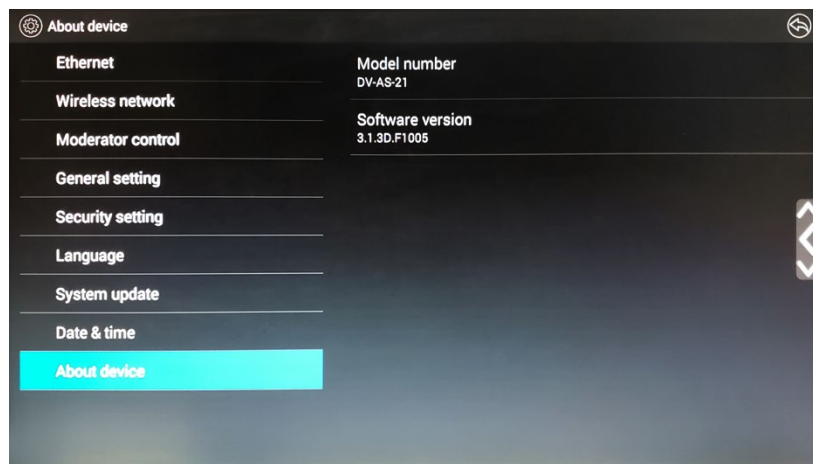 About device
Ethernet
Wireless network
Moderator control
General setting
Security setting
Language
System update
Date & time
About device
Model number
DV-AS-21
Software version
3.1.3D.F1005